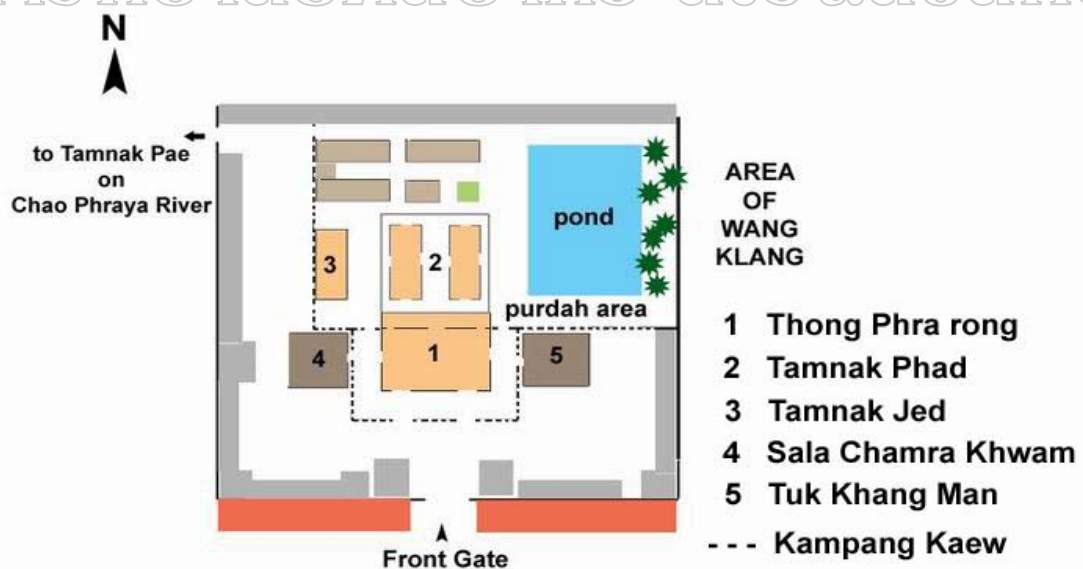 N
to Tamnak Pae
on
Chao Phraya River
AREA
OF
WANG
KLANG
pond
purdah area
3
2
4
1
5
Front Gate
1 Thong Phra rong
2 Tamnak Phad
3 Tamnak Jed
4 Sala Chamra Khwam
5 Tuk Khang Man
--- Kampang Kaew